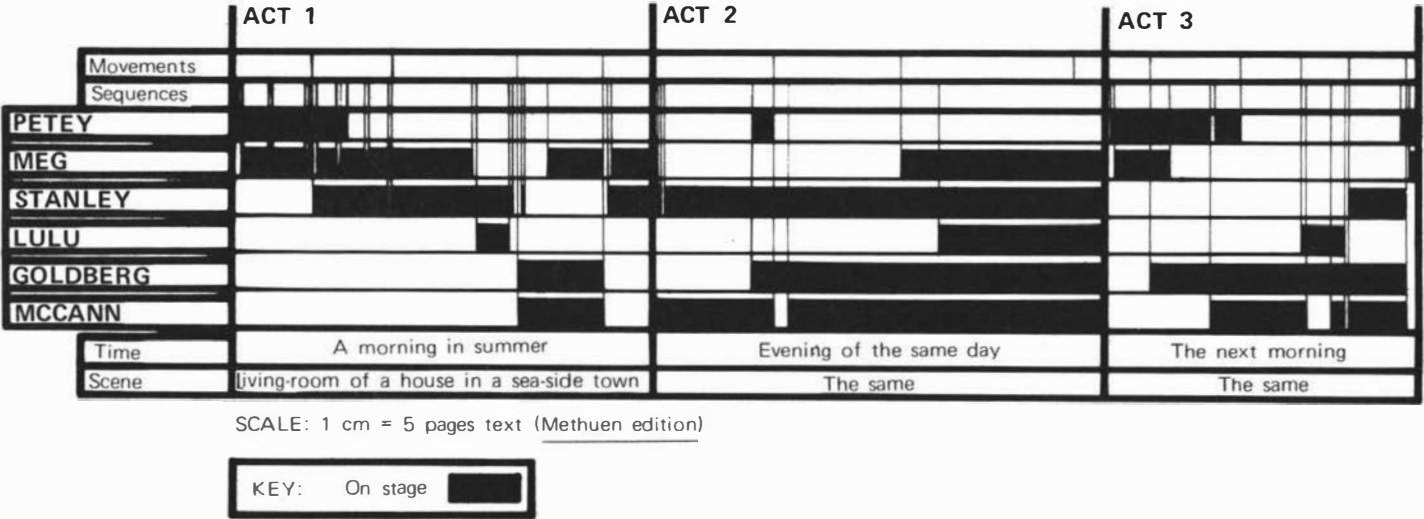 ACT 1
ACT 2
ACT 3
Movements
Sequences
PETEY
MEG
STANLEY
LULU
GOLDBERG
MCCANN
Time
A morning in summer
Evening of the same day
The next morning
Scene
living-room of a house in a sea-side town
The same
The same
SCALE: 1 cm = 5 pages text (Methuen edition)
KEY: On stage